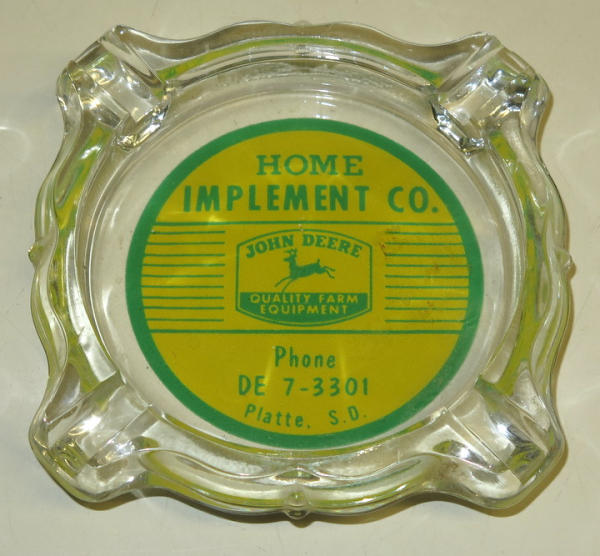 HOME
IMPLEMENT CO.
JOHN DEERE
QUALITY FARM
EQUIPMENT
Phone
DE 7-3301
Platte, S.D.